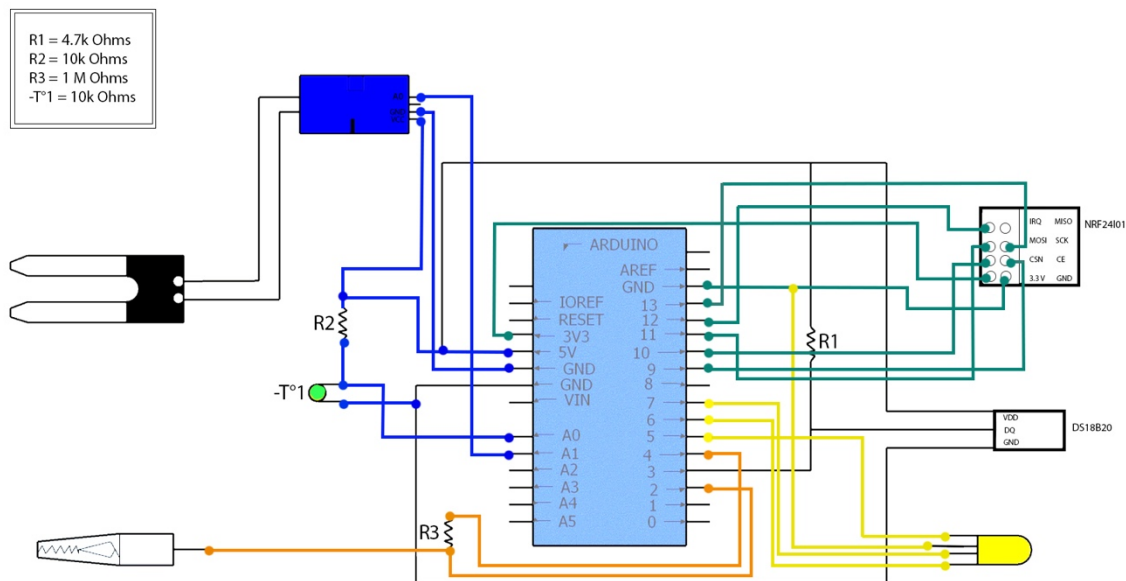 R1 = 4.7k Ohms
R2 = 10k Ohms
R3 = 1 M Ohms
-T°1 = 10k Ohms
A0
GND
ARDUINO
AREF
GND
13
12
11
10
9
8
7
6
5
4
3
2
1
0
IOREF
RESET
3V3
5V
GND
GND
VIN
A0
A1
A2
A3
A4
A5
R2
-T°1
R3
R1
IRQ MISO
MOSI SCK
CSN CE
3.3 V GND
NRF24l01
VDD
DQ
GND
DS18B20